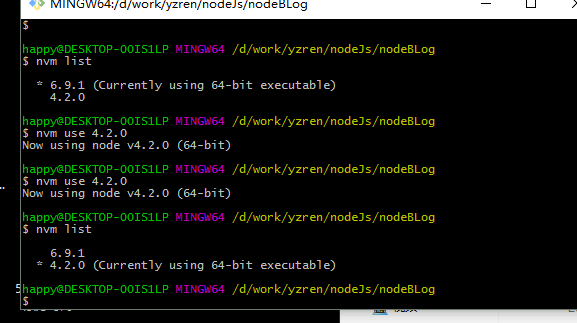 MINGW64:/d/work/yzren/nodeJs/nodeBLog
$
happy@DESKTOP-OOIS1LP MINGW64 /d/work/yzren/nodeJs/nodeBLog
$ nvm list
* 6.9.1 (Currently using 64-bit executable)
4.2.0
happy@DESKTOP-OOIS1LP MINGW64 /d/work/yzren/nodeJs/nodeBLog
$ nvm use 4.2.0
Now using node v4.2.0 (64-bit)
happy@DESKTOP-OOIS1LP MINGW64 /d/work/yzren/nodeJs/nodeBLog
$ nvm use 4.2.0
Now using node v4.2.0 (64-bit)
happy@DESKTOP-OOIS1LP MINGW64 /d/work/yzren/nodeJs/nodeBLog
$ nvm list
6.9.1
* 4.2.0 (Currently using 64-bit executable)
happy@DESKTOP-OOIS1LP MINGW64 /d/work/yzren/nodeJs/nodeBLog
$